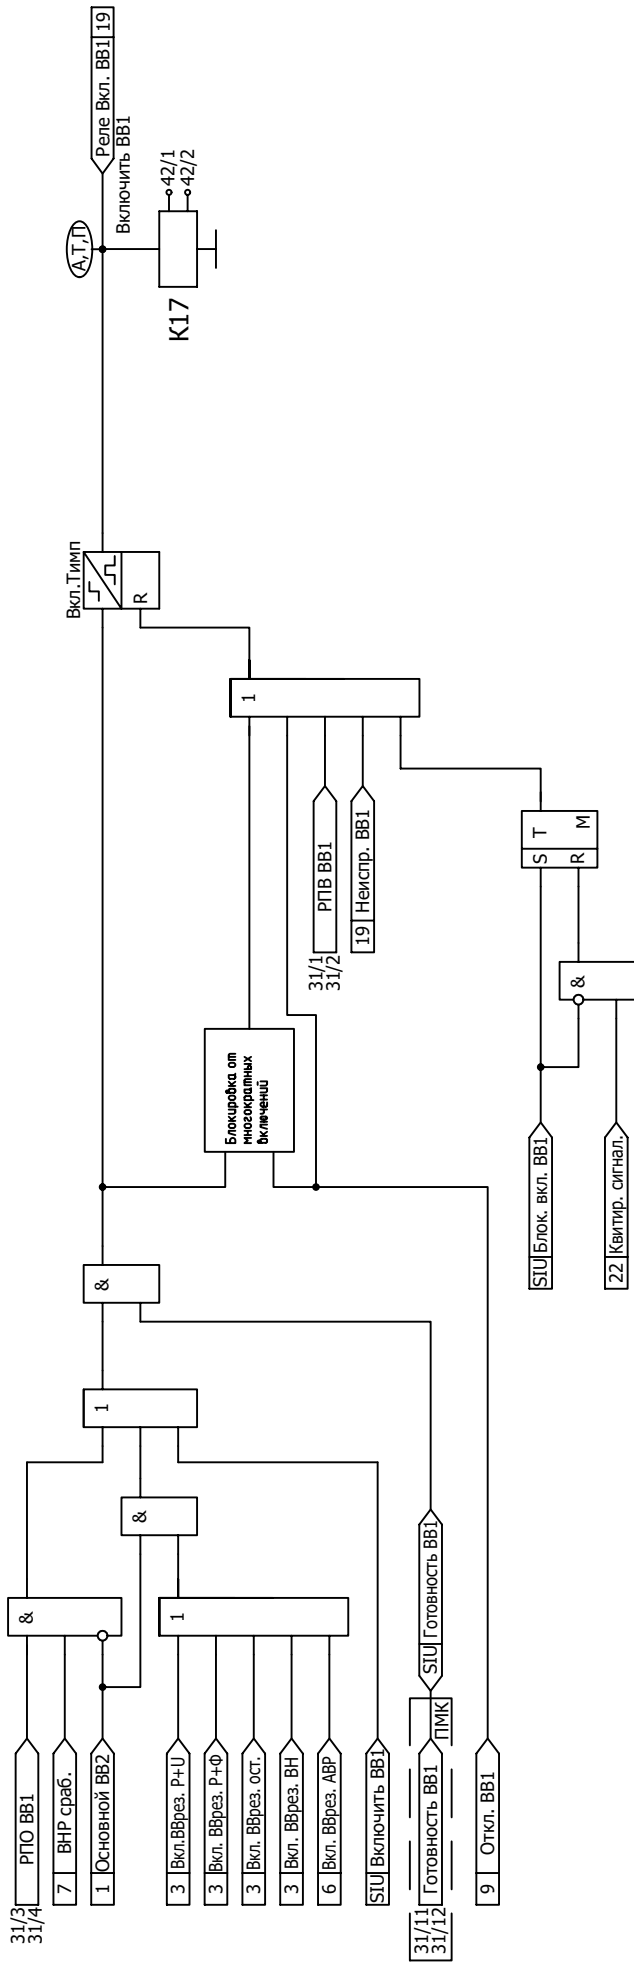 31/3
31/4
РПО ВВ1
7 ВНР сраб.
1 Основной ВВ2
3 Вкл.ВВрез. Р+U
3 Вкл. ВВрез. Р+Ф
3 Вкл. ВВрез. ост.
3 Вкл. ВВрез. ВН
6 Вкл. ВВрез. АВР
SIU Включить ВВ1
31/11
31/12
Готовность ВВ1
ПМК
SIU Готовность ВВ1
9 Откл. ВВ1
&
1
&
1
&
Блокировка от
многократных
включений
SIU Блок. вкл. ВВ1
22 Квитир. сигнал.
&
S T
R M
31/1
31/2
РПВ ВВ1
19 Неиспр. ВВ1
1
Вкл.Тимп
R
А,Т,П
Реле Вкл. ВВ1 19
Включить ВВ1
К17
42/1
42/2